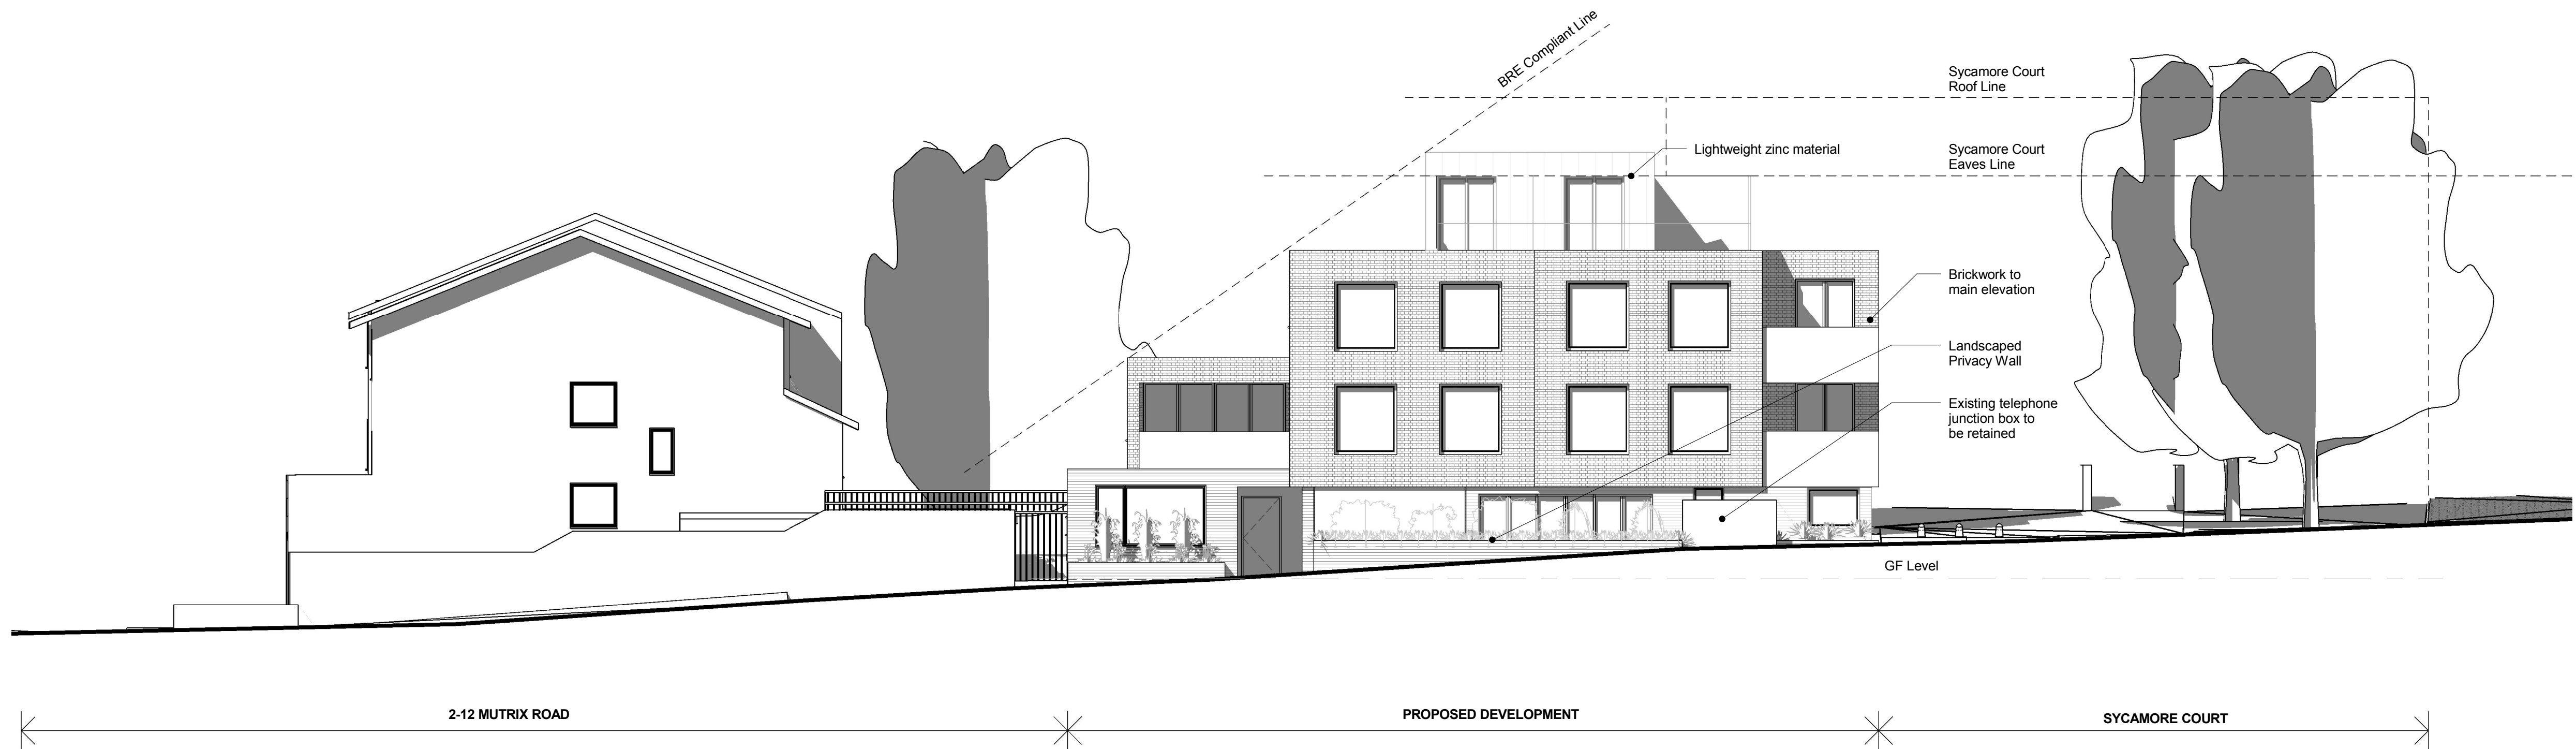 BRE Compliant Line
Sycamore Court
Roof Line
Lightweight zinc material
Sycamore Court
Eaves Line
Brickwork to
main elevation
Landscaped
Privacy Wall
Existing telephone
junction box to
be retained
GF Level
2-12 MUTRIX ROAD
PROPOSED DEVELOPMENT
SYCAMORE COURT